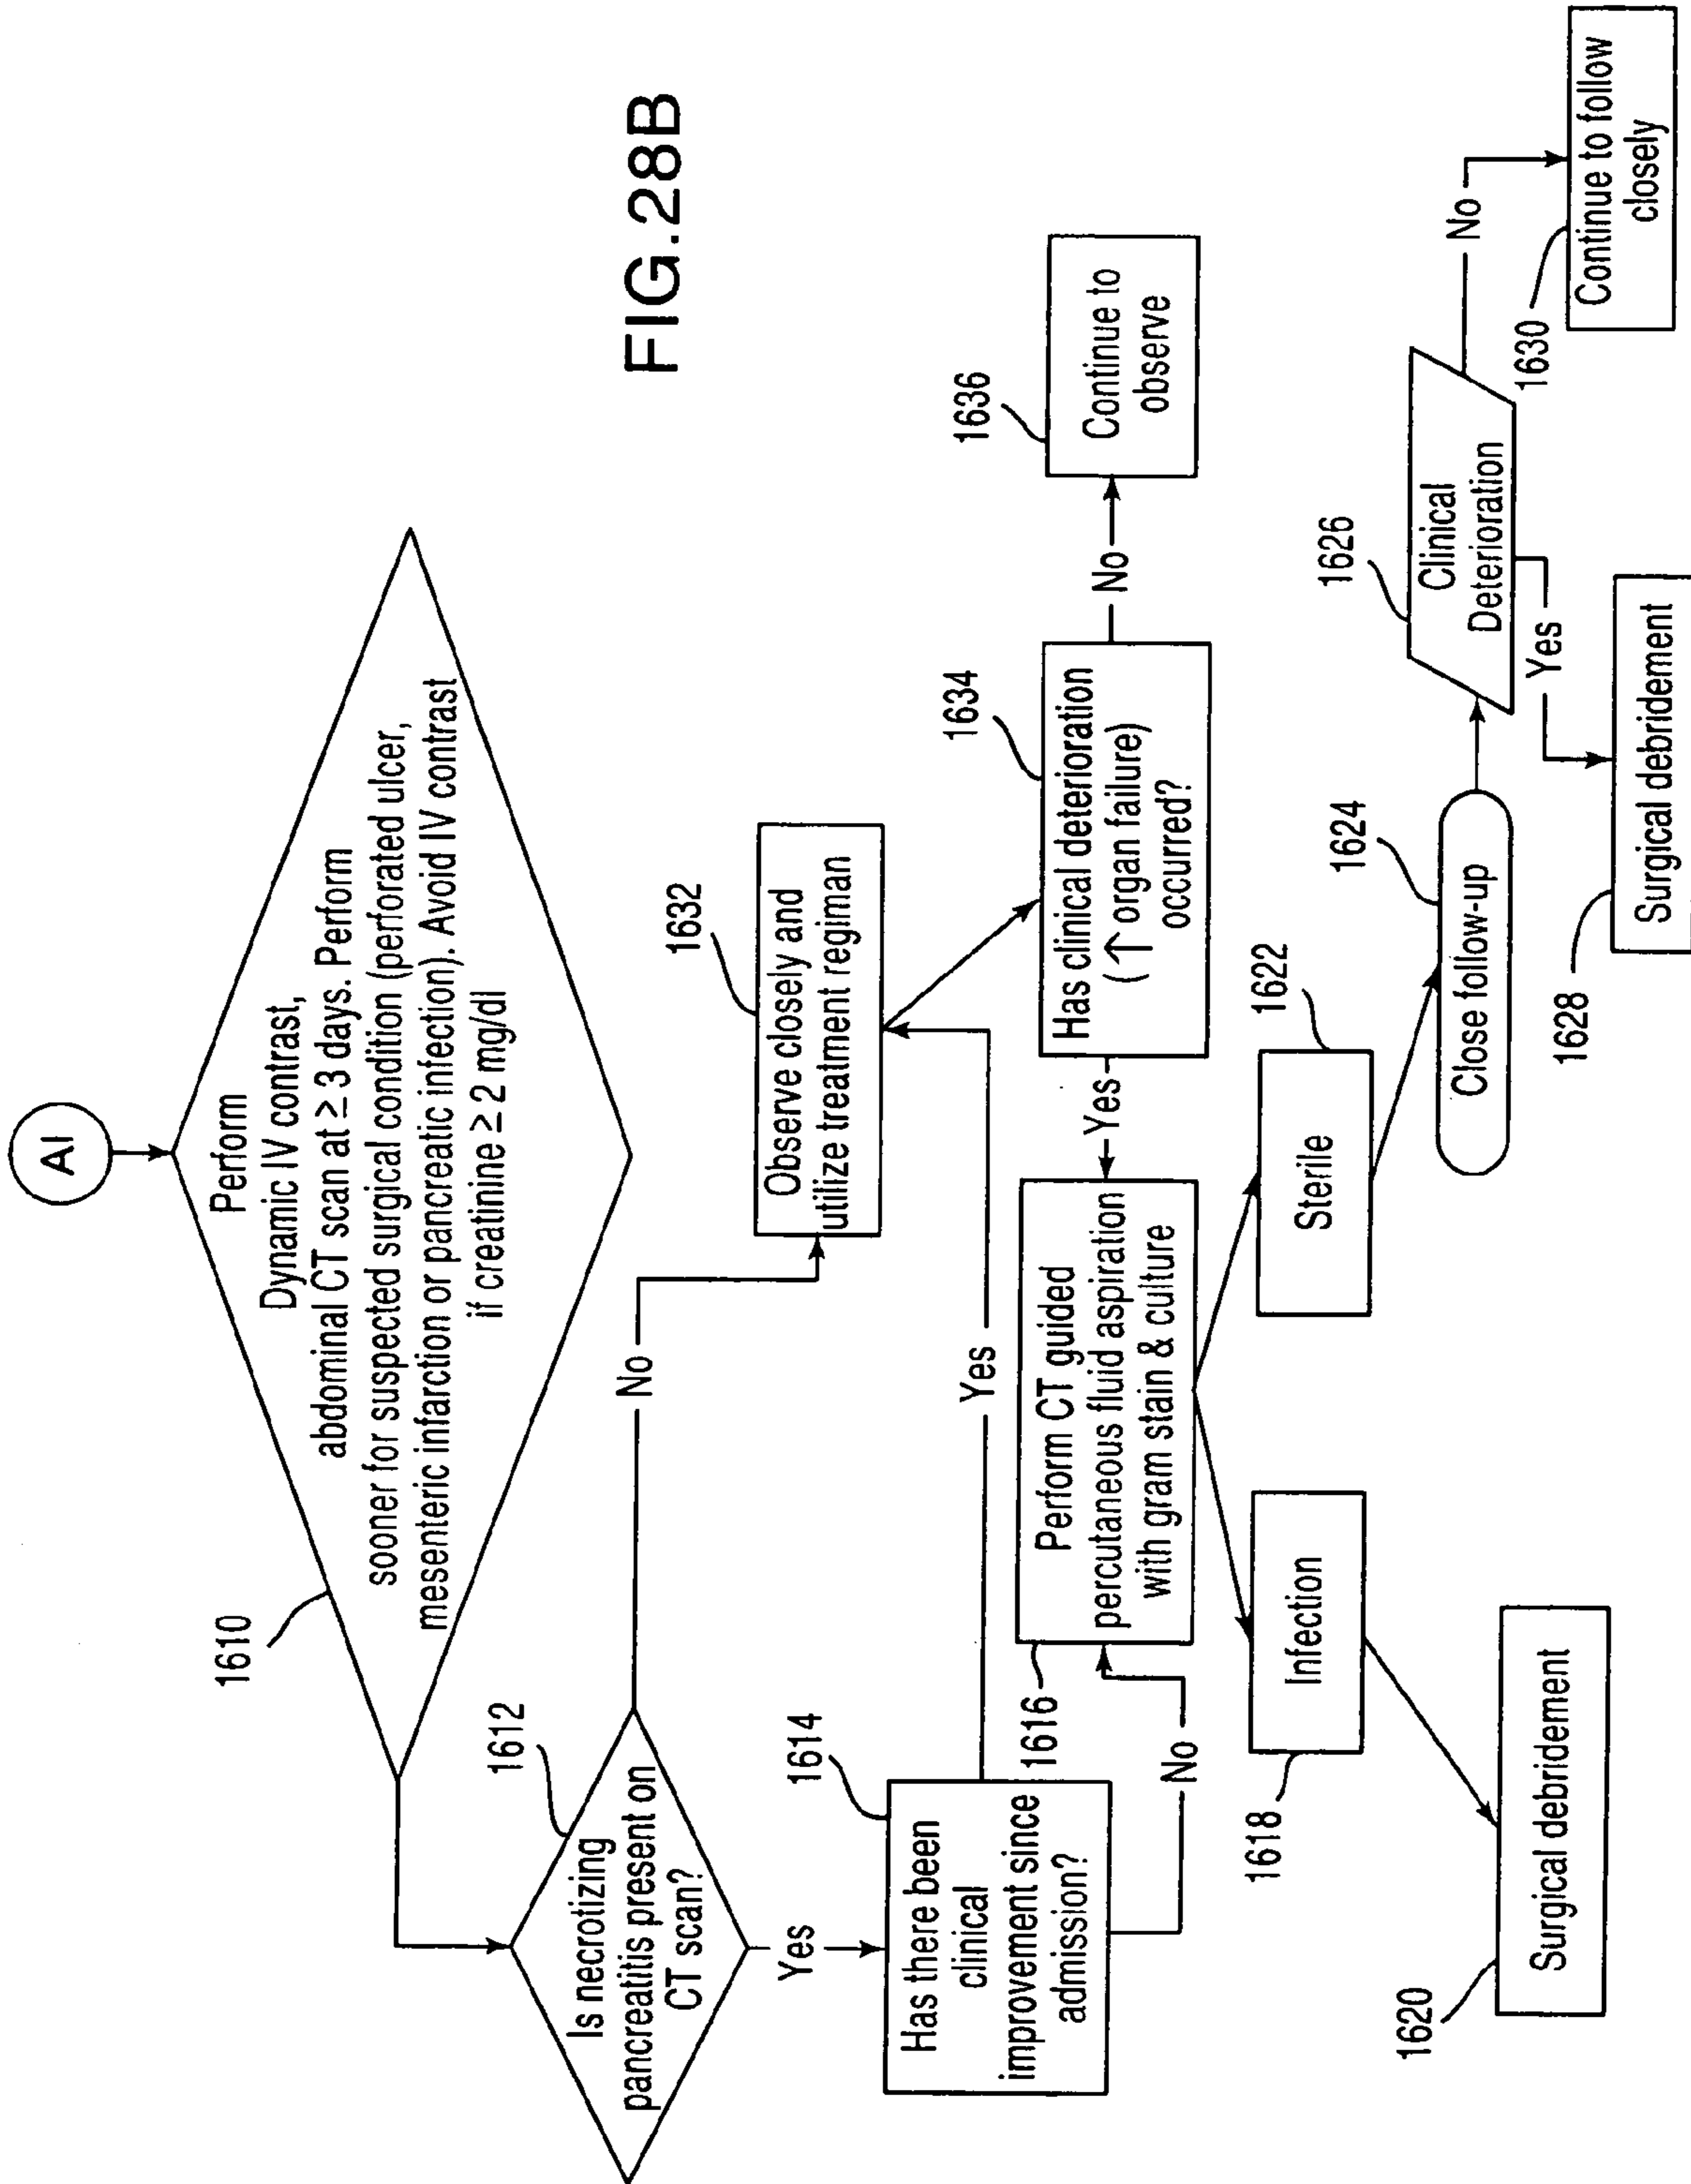 AI
1610
Perform
Dynamic IV contrast,
abdominal CT scan at ≥ 3 days. Perform
sooner for suspected surgical condition (perforated ulcer,
mesenteric infarction or pancreatic infection). Avoid IV contrast
if creatinine ≥ 2 mg/dl
FIG.28B
1612
Is necrotizing
pancreatitis present on
CT scan?
No
Yes
1632
Observe closely and
utilize treatment regiman
1614
Has there been
clinical
improvement since
admission?
Yes
No
1634
Has clinical deterioration
(↑ organ failure)
occurred?
No
1636
Continue to
observe
Yes
1616
Perform CT guided
percutaneous fluid aspiration
with gram stain & culture
1618
Infection
1622
Sterile
1620
Surgical debridement
1624
Close follow-up
1626
Clinical
Deterioration
No
Yes
1628
Surgical debridement
1630
Continue to follow
closely